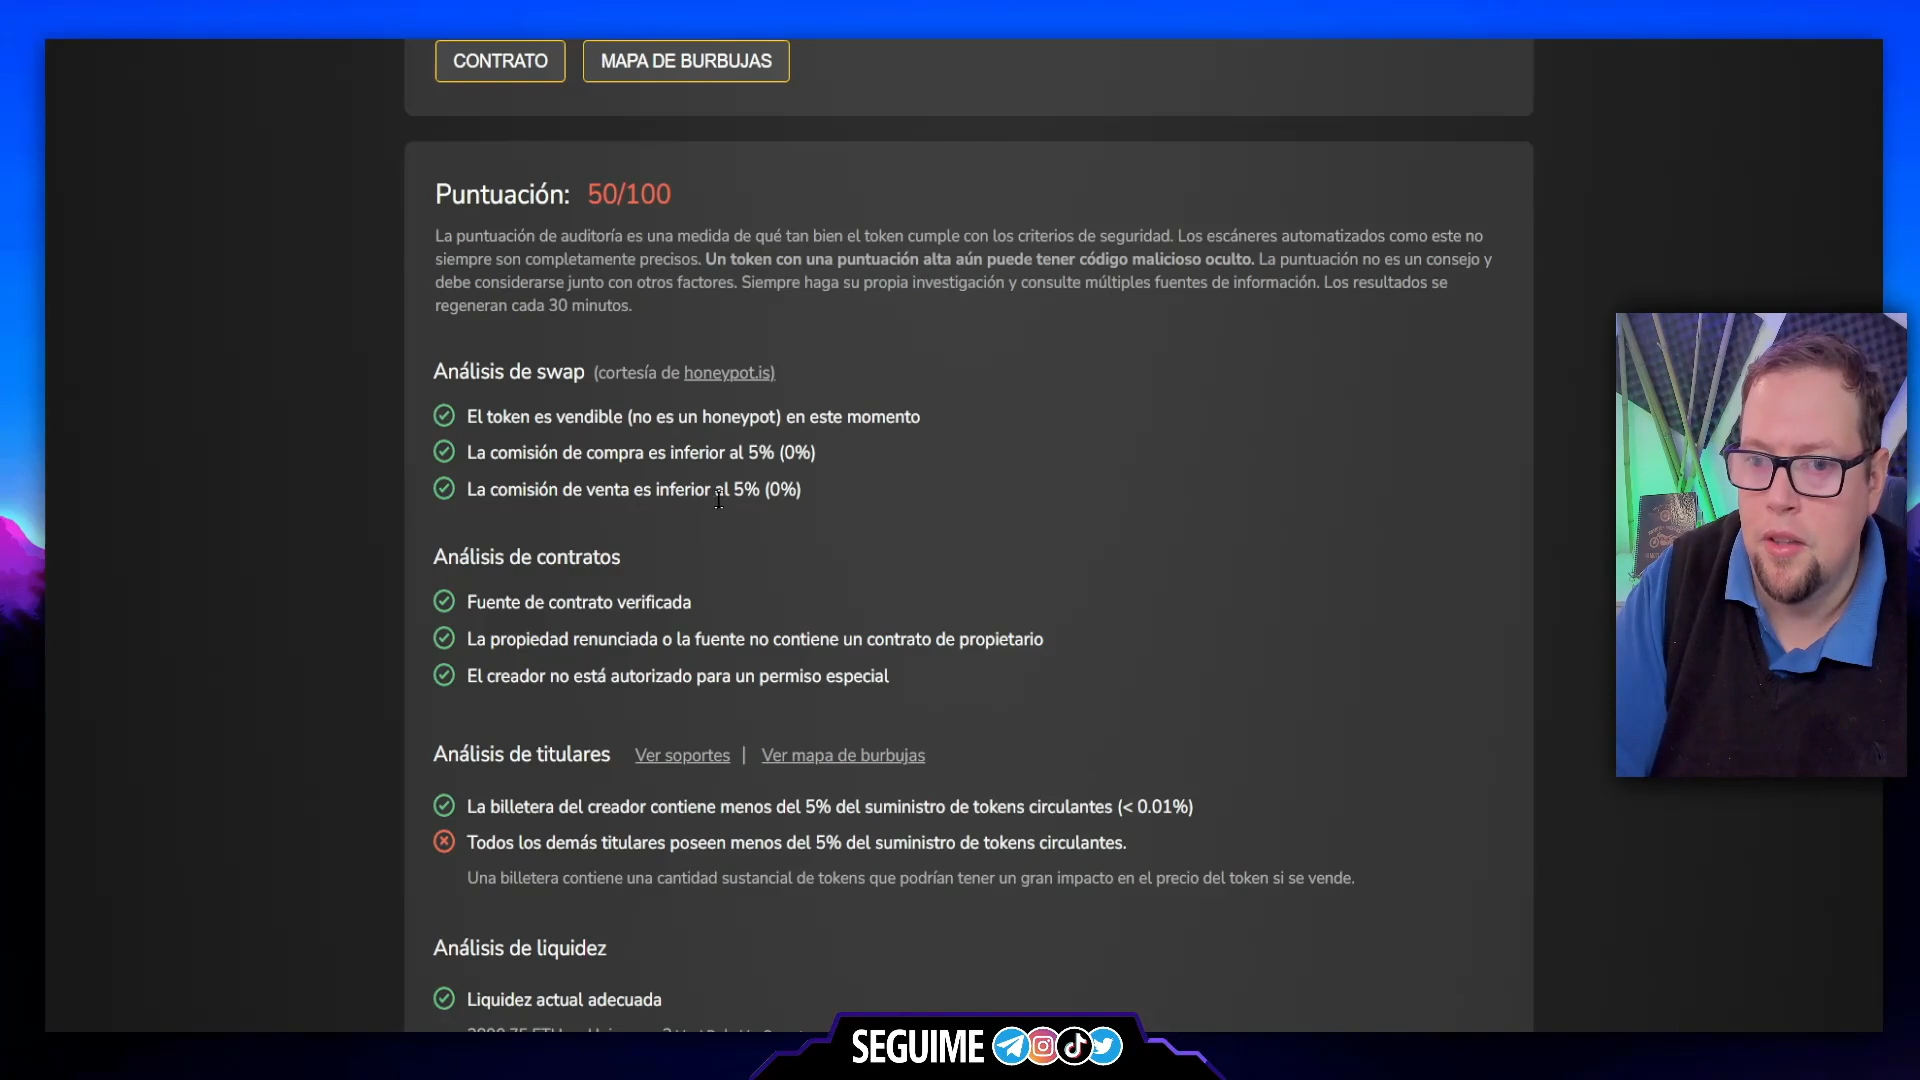 CONTRATO MAPA DE BURBUJAS
Puntuación: 50/100
La puntuación de auditoría es una medida de qué tan bien el token cumple con los criterios de seguridad. Los escáneres automatizados como este no
siempre son completamente precisos. Un token con una puntuación alta aún puede tener código malicioso oculto. La puntuación no es un consejo y
debe considerarse junto con otros factores. Siempre haga su propia investigación y consulte múltiples fuentes de información. Los resultados se
regeneran cada 30 minutos.
Análisis de swap (cortesía de honeypot.is)
El token es vendible (no es un honeypot) en este momento
La comisión de compra es inferior al 5% (0%)
La comisión de venta es inferior al 5% (0%)
Análisis de contratos
Fuente de contrato verificada
La propiedad renunciada o la fuente no contiene un contrato de propietario
El creador no está autorizado para un permiso especial
Análisis de titulares Ver soportes | Ver mapa de burbujas
La billetera del creador contiene menos del 5% del suministro de tokens circulantes (< 0.01%)
Todos los demás titulares poseen menos del 5% del suministro de tokens circulantes.
Una billetera contiene una cantidad sustancial de tokens que podrían tener un gran impacto en el precio del token si se vende.
Análisis de liquidez
Liquidez actual adecuada
SEGUIME